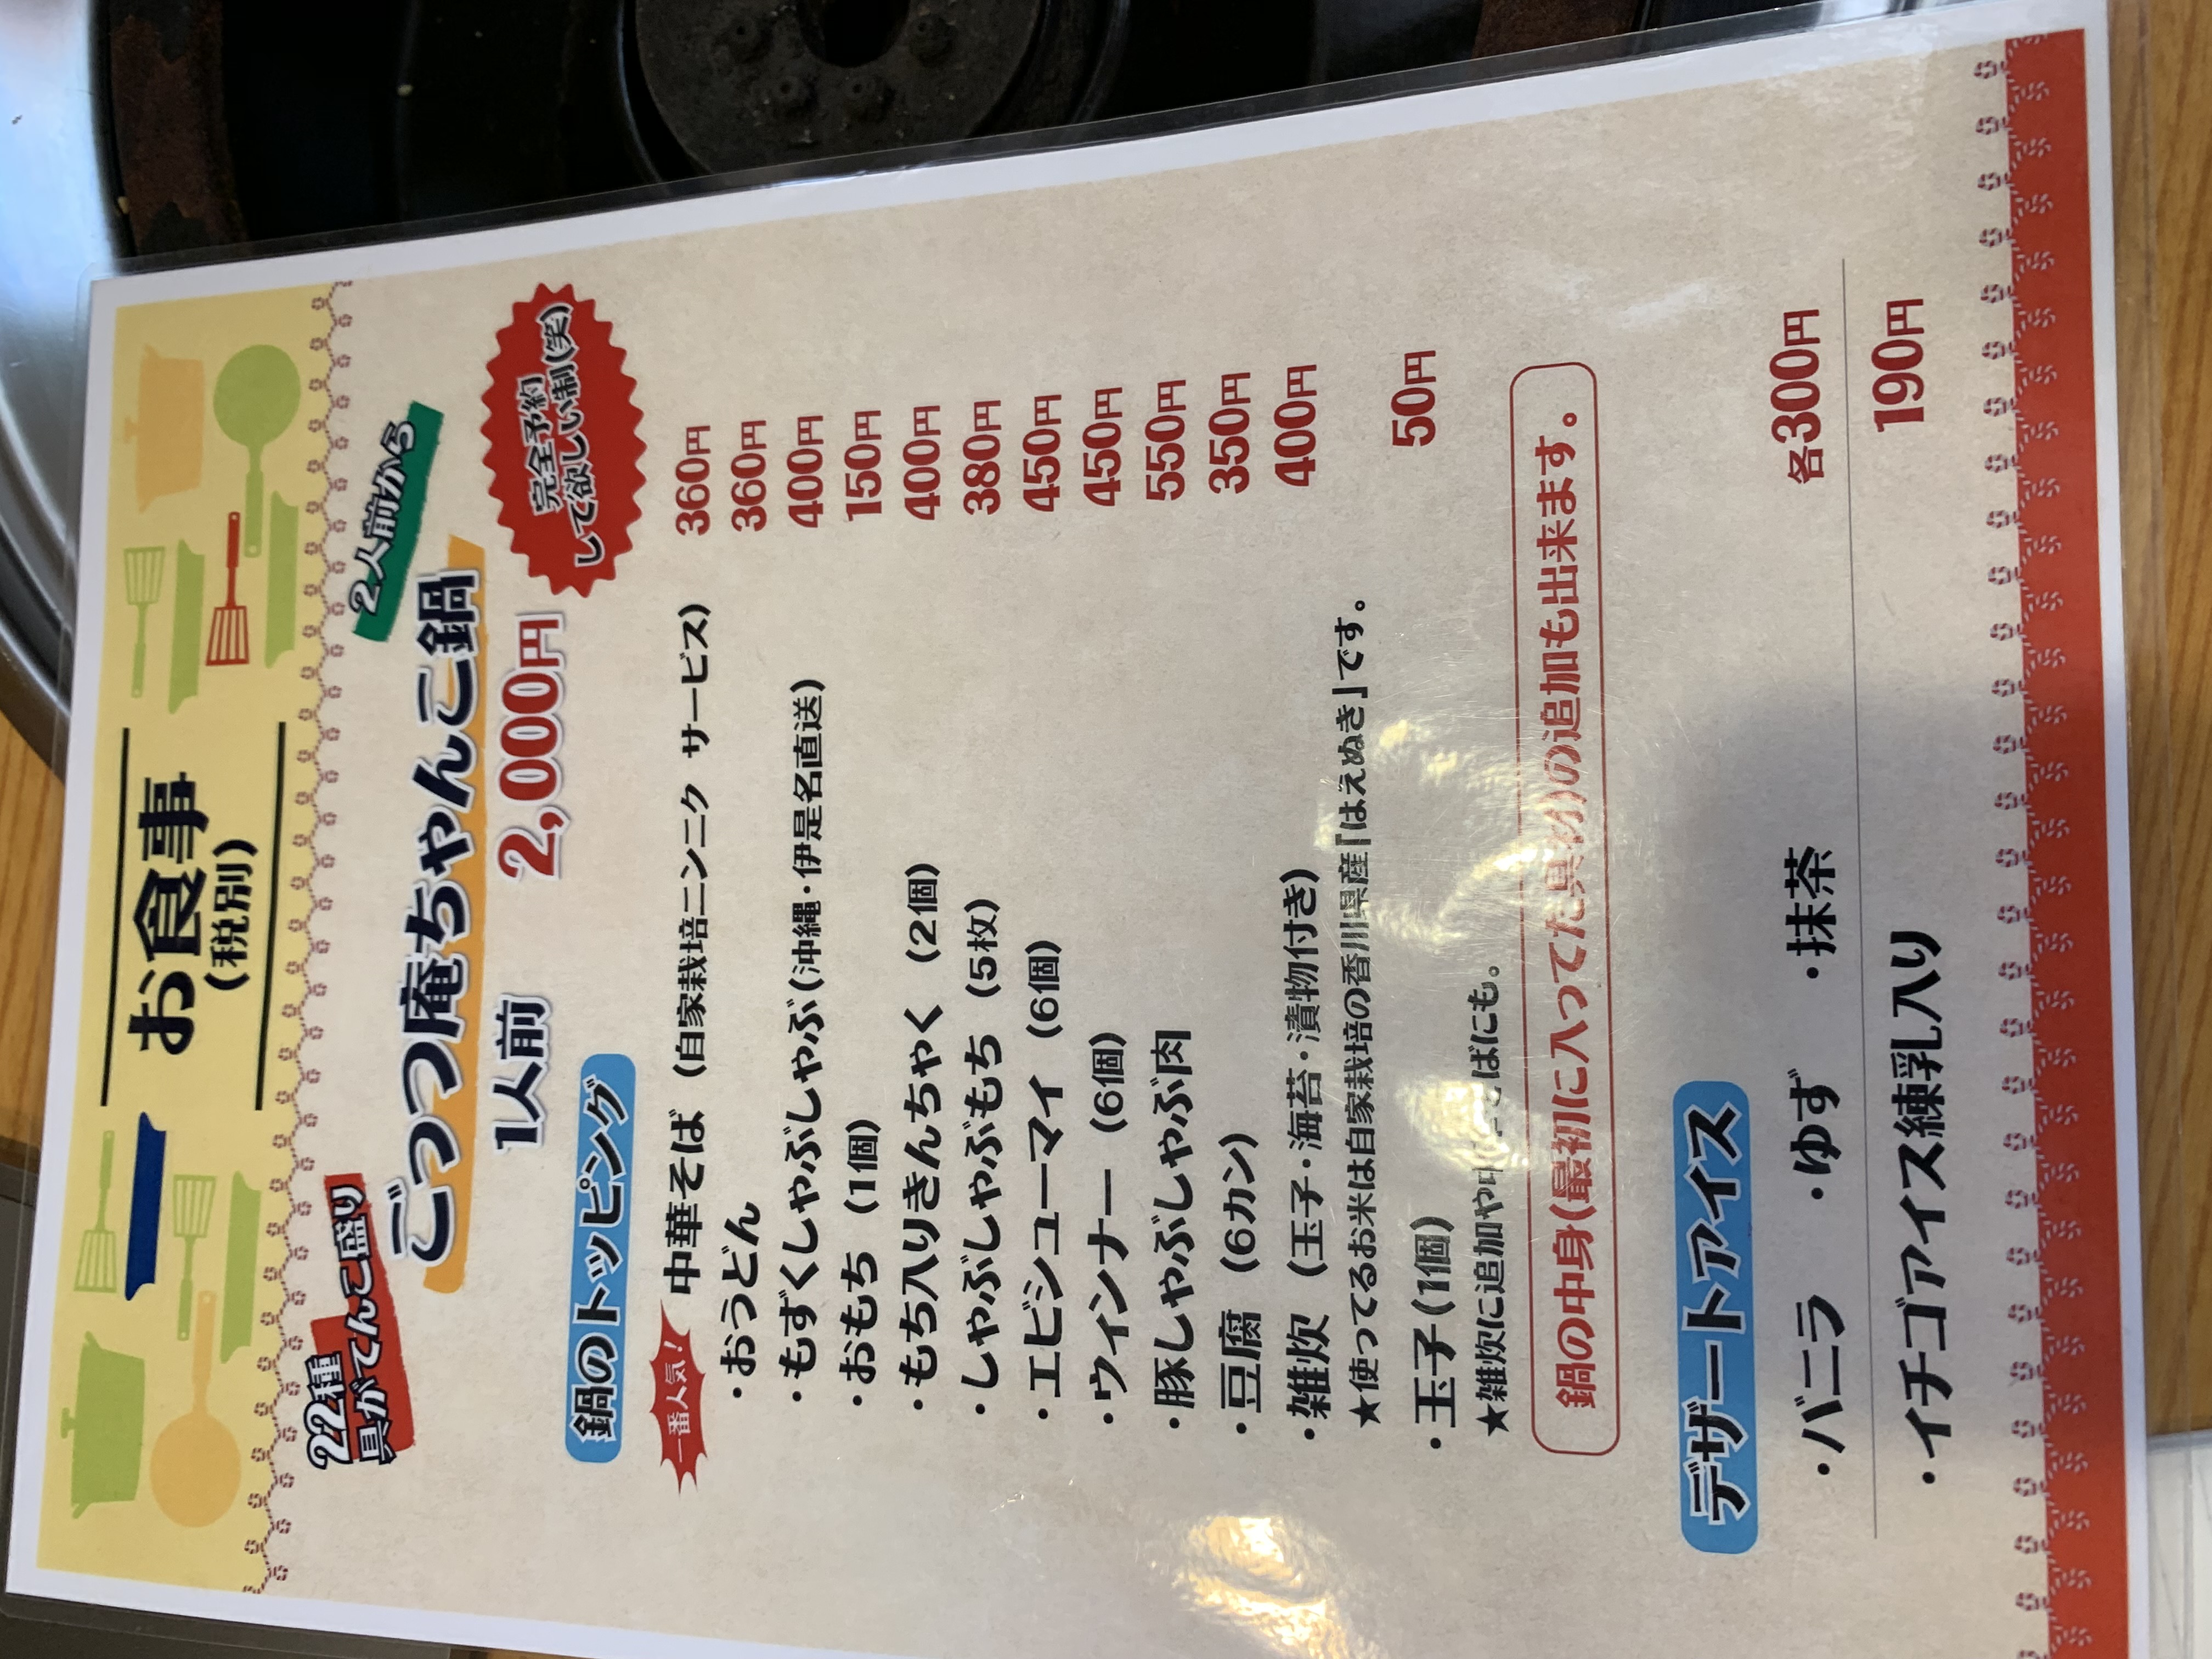 お食事
(税別)
22種
具がてんこ盛り
2人前から
ごっつ庵ちゃんこ鍋
1人前 2,000円
完全予約
して欲しい制(笑)
鍋のトッピング
一番人気! 中華そば (自家栽培ニンニク サービス) 360円
・おうどん 360円
・もずくしゃぶしゃぶ(沖縄・伊是名直送) 400円
・おもち (1個) 150円
・もち入りきんちゃく (2個) 400円
・しゃぶしゃぶもち (5枚) 380円
・エビシューマイ (6個) 450円
・ウィンナー (6個) 450円
・豚しゃぶしゃぶ肉 550円
・豆腐 (6カン) 350円
・雑炊 (玉子・海苔・漬物付き) 400円
★使ってるお米は自家栽培の香川県産「はえぬき」です。
・玉子(1個) 50円
★雑炊に追加や中華そばにも。
鍋の中身(最初に入ってた具材)の追加も出来ます。
デザートアイス
・バニラ ・ゆず ・抹茶 各300円
・イチゴアイス練乳入り 190円